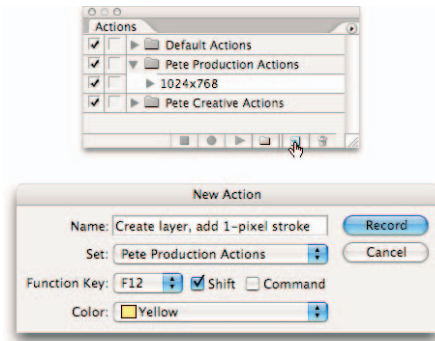 Actions
Default Actions
Pete Production Actions
1024x768
Pete Creative Actions
New Action
Name: Create layer, add 1-pixel stroke
Record
Set: Pete Production Actions
Cancel
Function Key: F12 Shift Command
Color: Yellow